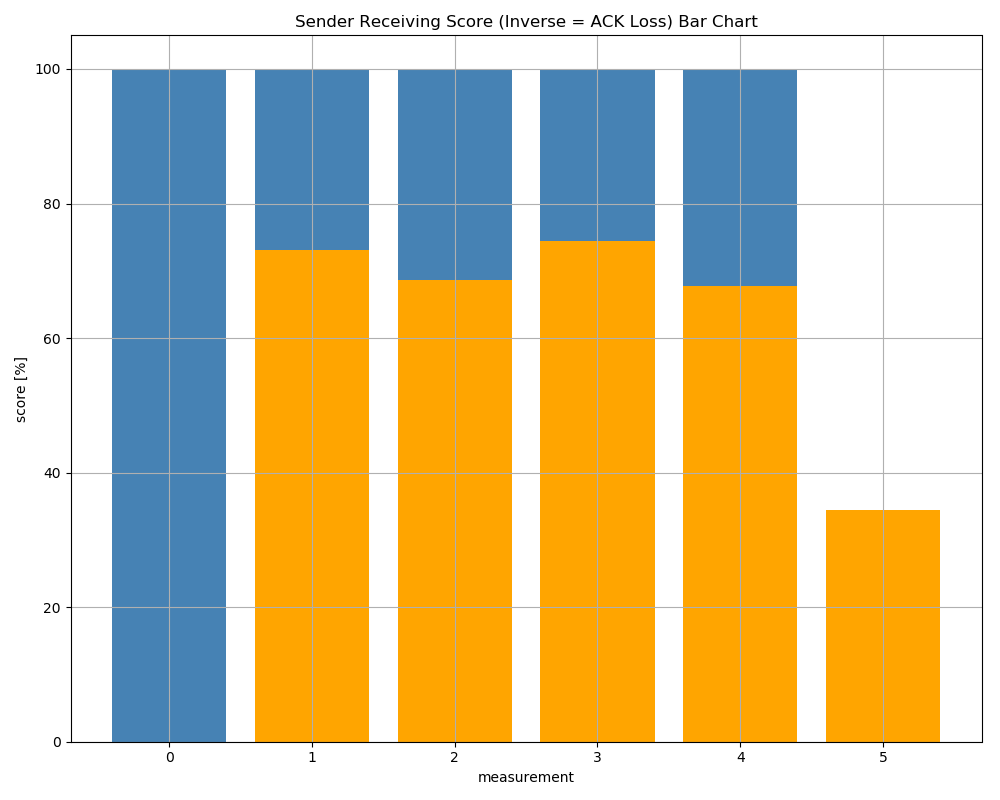 Sender Receiving Score (Inverse = ACK Loss) Bar Chart
100
80
60
40
20
0
score [%]
0 1 2 3 4 5
measurement